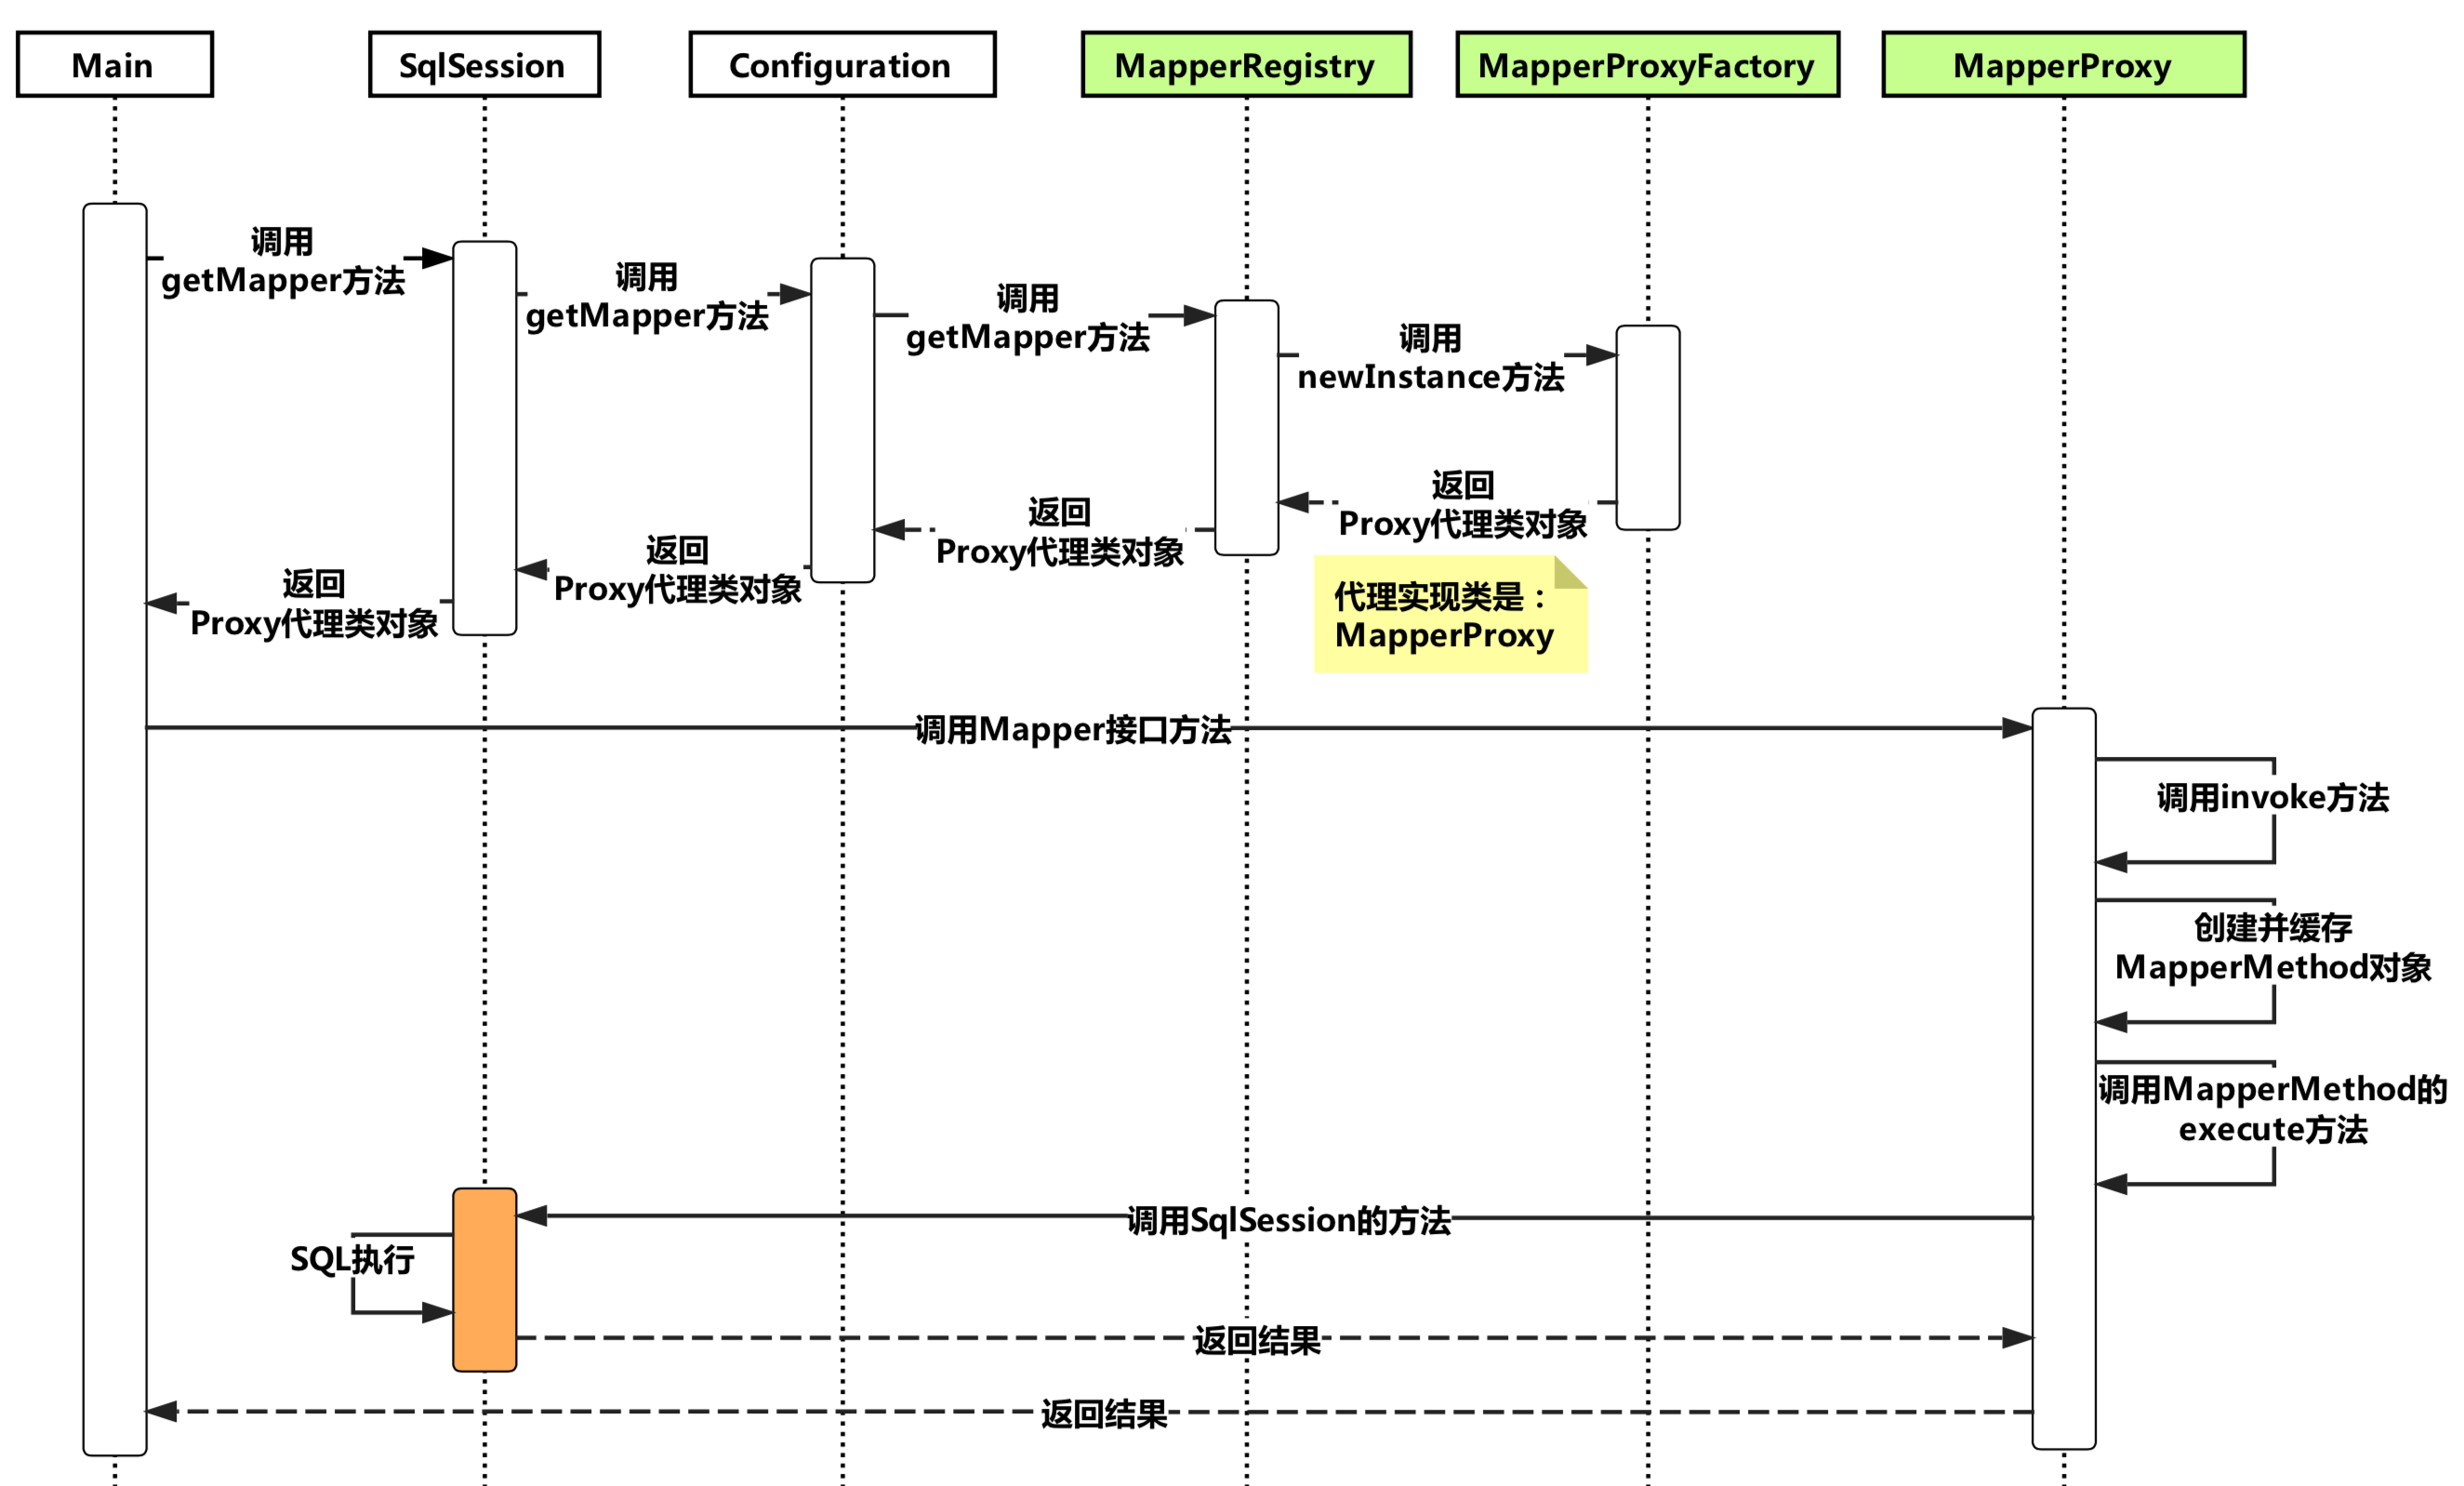 Main
SqlSession
Configuration
MapperRegistry
MapperProxyFactory
MapperProxy
调用
getMapper方法
调用
getMapper方法
调用
getMapper方法
调用
newInstance方法
返回
Proxy代理类对象
返回
Proxy代理类对象
返回
Proxy代理类对象
返回
Proxy代理类对象
代理实现类是：
MapperProxy
调用Mapper接口方法
调用invoke方法
创建并缓存
MapperMethod对象
调用MapperMethod的
execute方法
调用SqlSession的方法
SQL执行
返回结果
返回结果